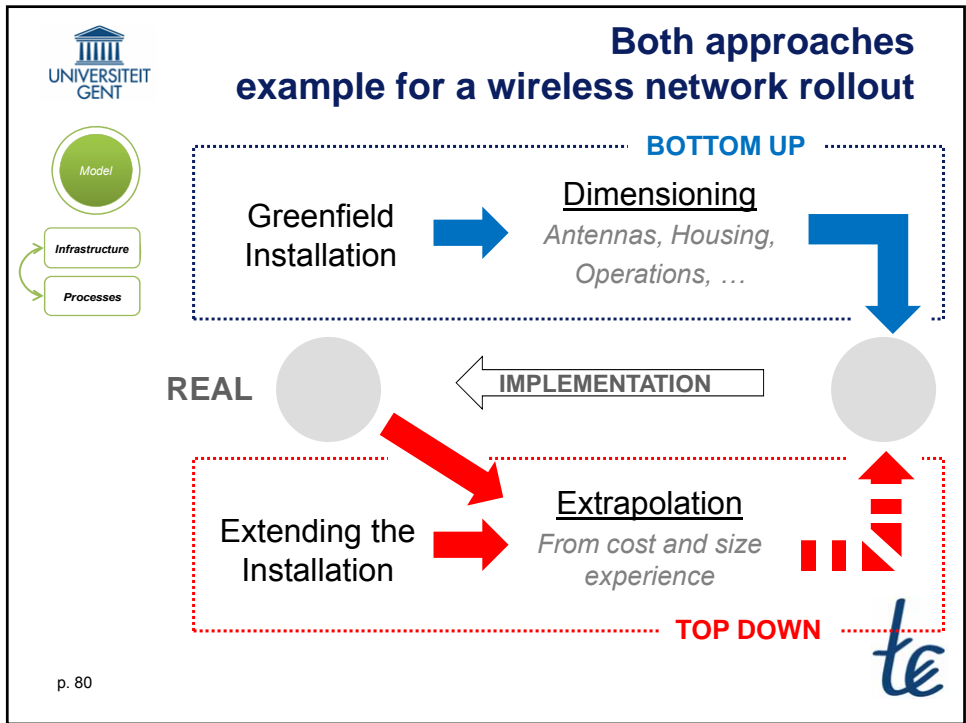 UNIVERSITEIT
GENT
Both approaches
example for a wireless network rollout
Model
Infrastructure
Processes
BOTTOM UP
Greenfield
Installation
Dimensioning
Antennas, Housing,
Operations, …
REAL
IMPLEMENTATION
Extending the
Installation
Extrapolation
From cost and size
experience
TOP DOWN
p. 80
te